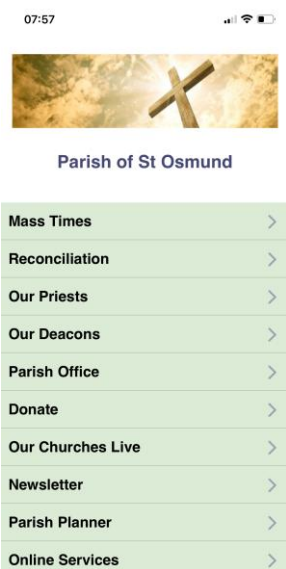 07:57
Parish of St Osmund
Mass Times
Reconciliation
Our Priests
Our Deacons
Parish Office
Donate
Our Churches Live
Newsletter
Parish Planner
Online Services